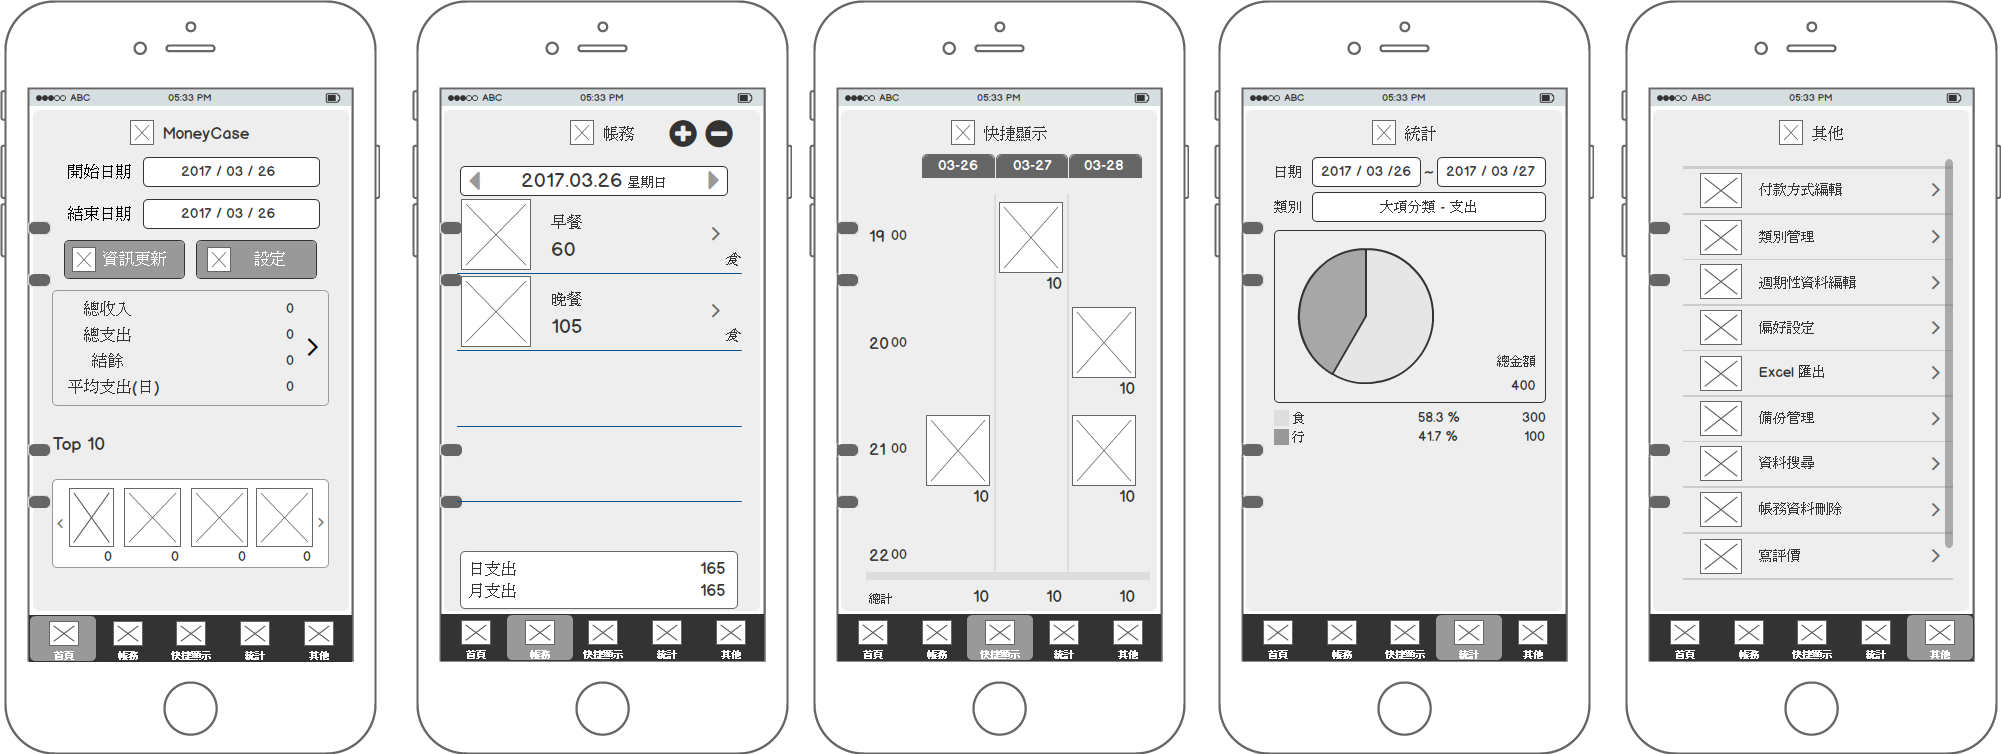 ABC 05:33 PM
MoneyCase
開始日期 2017 / 03 / 26
結束日期 2017 / 03 / 26
資訊更新 設定
總收入 0
總支出 0
結餘 0
平均支出(日) 0
Top 10
0 0 0 0
首頁 帳務 快捷顯示 統計 其他
ABC 05:33 PM
帳務
2017.03.26 星期日
早餐
60
食
晚餐
105
食
日支出 165
月支出 165
首頁 帳務 快捷顯示 統計 其他
ABC 05:33 PM
快捷顯示
03-26 03-27 03-28
19 00
10
20 00
10
21 00
10 10
22 00
總計 10 10 10
首頁 帳務 快捷顯示 統計 其他
ABC 05:33 PM
統計
日期 2017 / 03 /26 ~ 2017 / 03 /27
類別 大項分類 - 支出
總金額
400
食 58.3 % 300
行 41.7 % 100
首頁 帳務 快捷顯示 統計 其他
ABC 05:33 PM
其他
付款方式編輯
類別管理
週期性資料編輯
偏好設定
Excel 匯出
備份管理
資料搜尋
帳務資料刪除
寫評價
首頁 帳務 快捷顯示 統計 其他